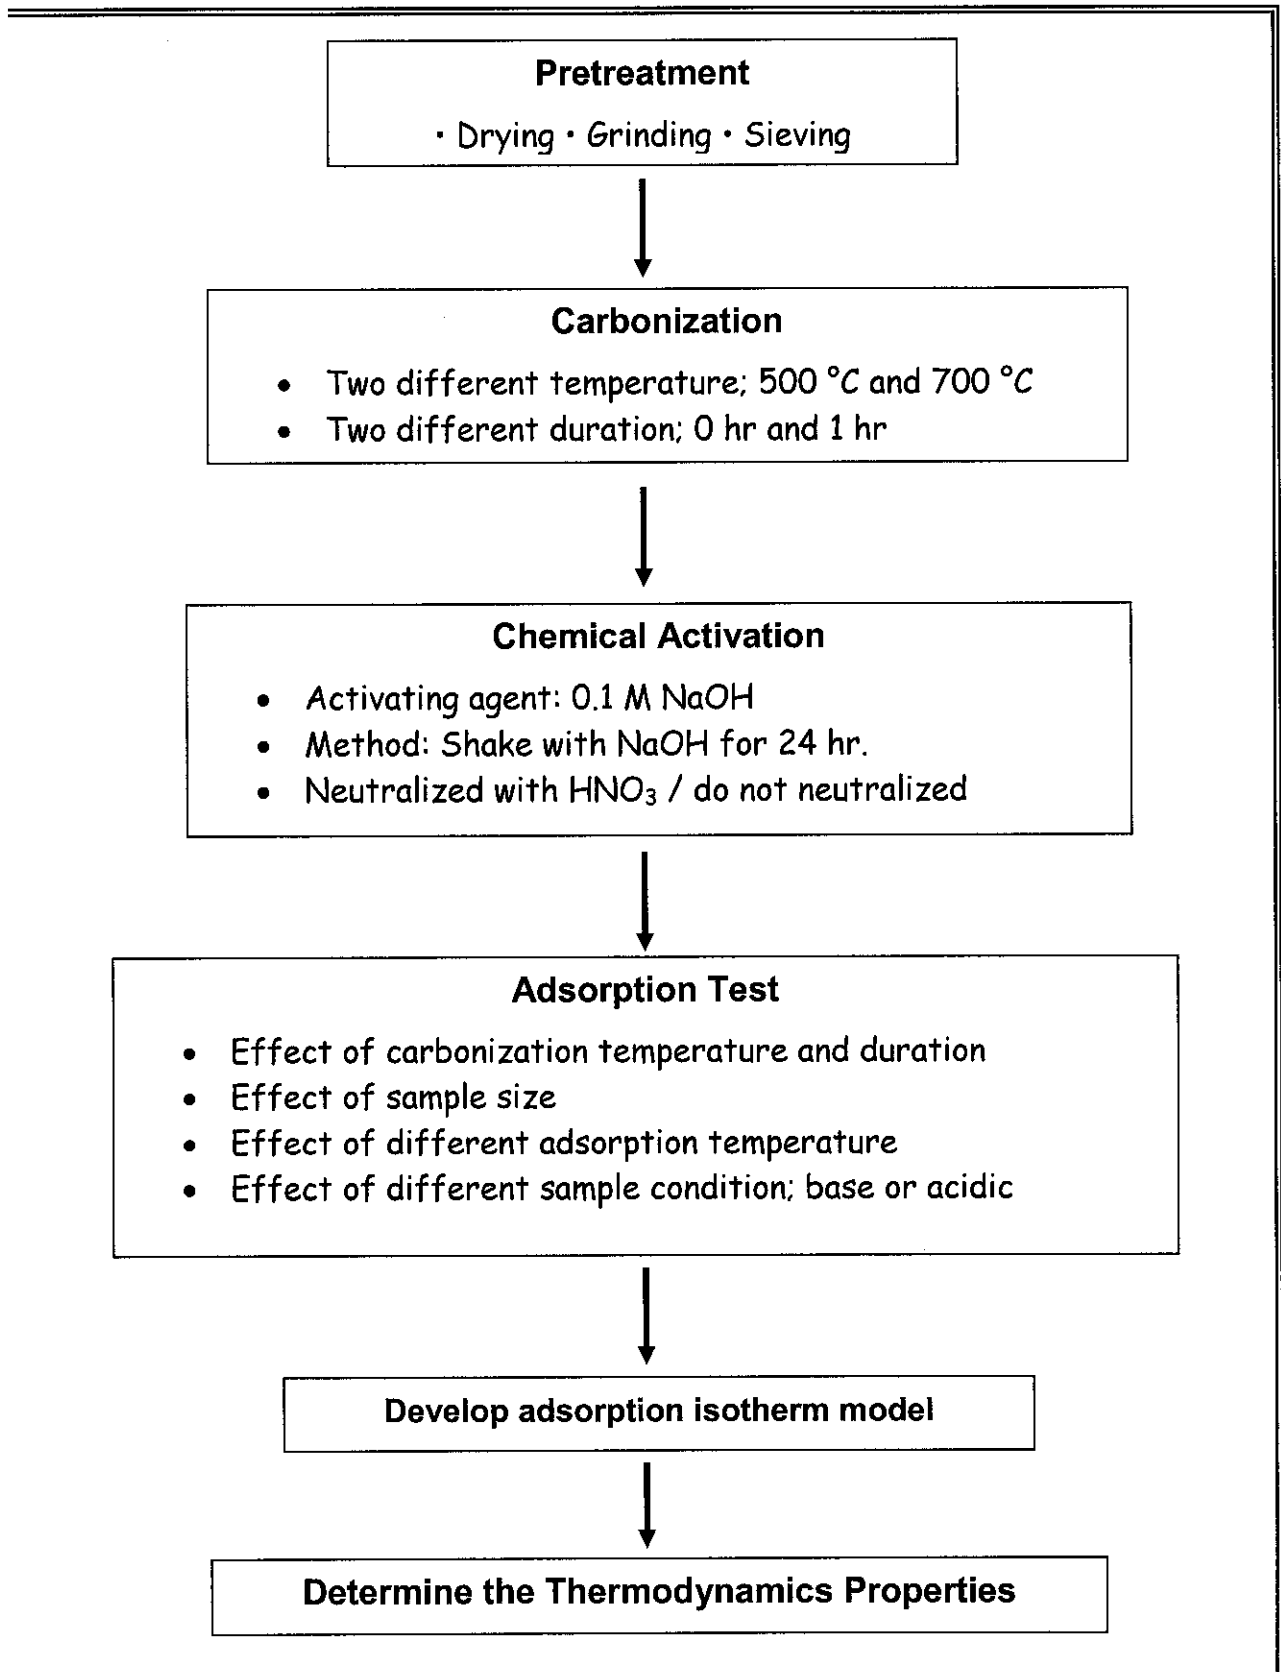 Pretreatment
· Drying · Grinding · Sieving
Carbonization
• Two different temperature; 500 °C and 700 °C
• Two different duration; 0 hr and 1 hr
Chemical Activation
• Activating agent: 0.1 M NaOH
• Method: Shake with NaOH for 24 hr.
• Neutralized with HNO₃ / do not neutralized
Adsorption Test
• Effect of carbonization temperature and duration
• Effect of sample size
• Effect of different adsorption temperature
• Effect of different sample condition; base or acidic
Develop adsorption isotherm model
Determine the Thermodynamics Properties